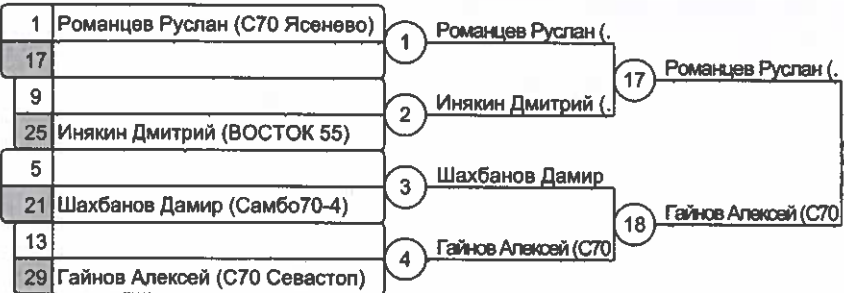 1 Романцев Руслан (С70 Ясенево)
17
1
Романцев Руслан (.
9
25 Инякин Дмитрий (ВОСТОК 55)
2
Инякин Дмитрий (.
17
Романцев Руслан (.
5
21 Шахбанов Дамир (Самбо70-4)
3
Шахбанов Дамир
13
29 Гайнов Алексей (С70 Севастоп)
4
Гайнов Алексей (С70
18
Гайнов Алексей (С70